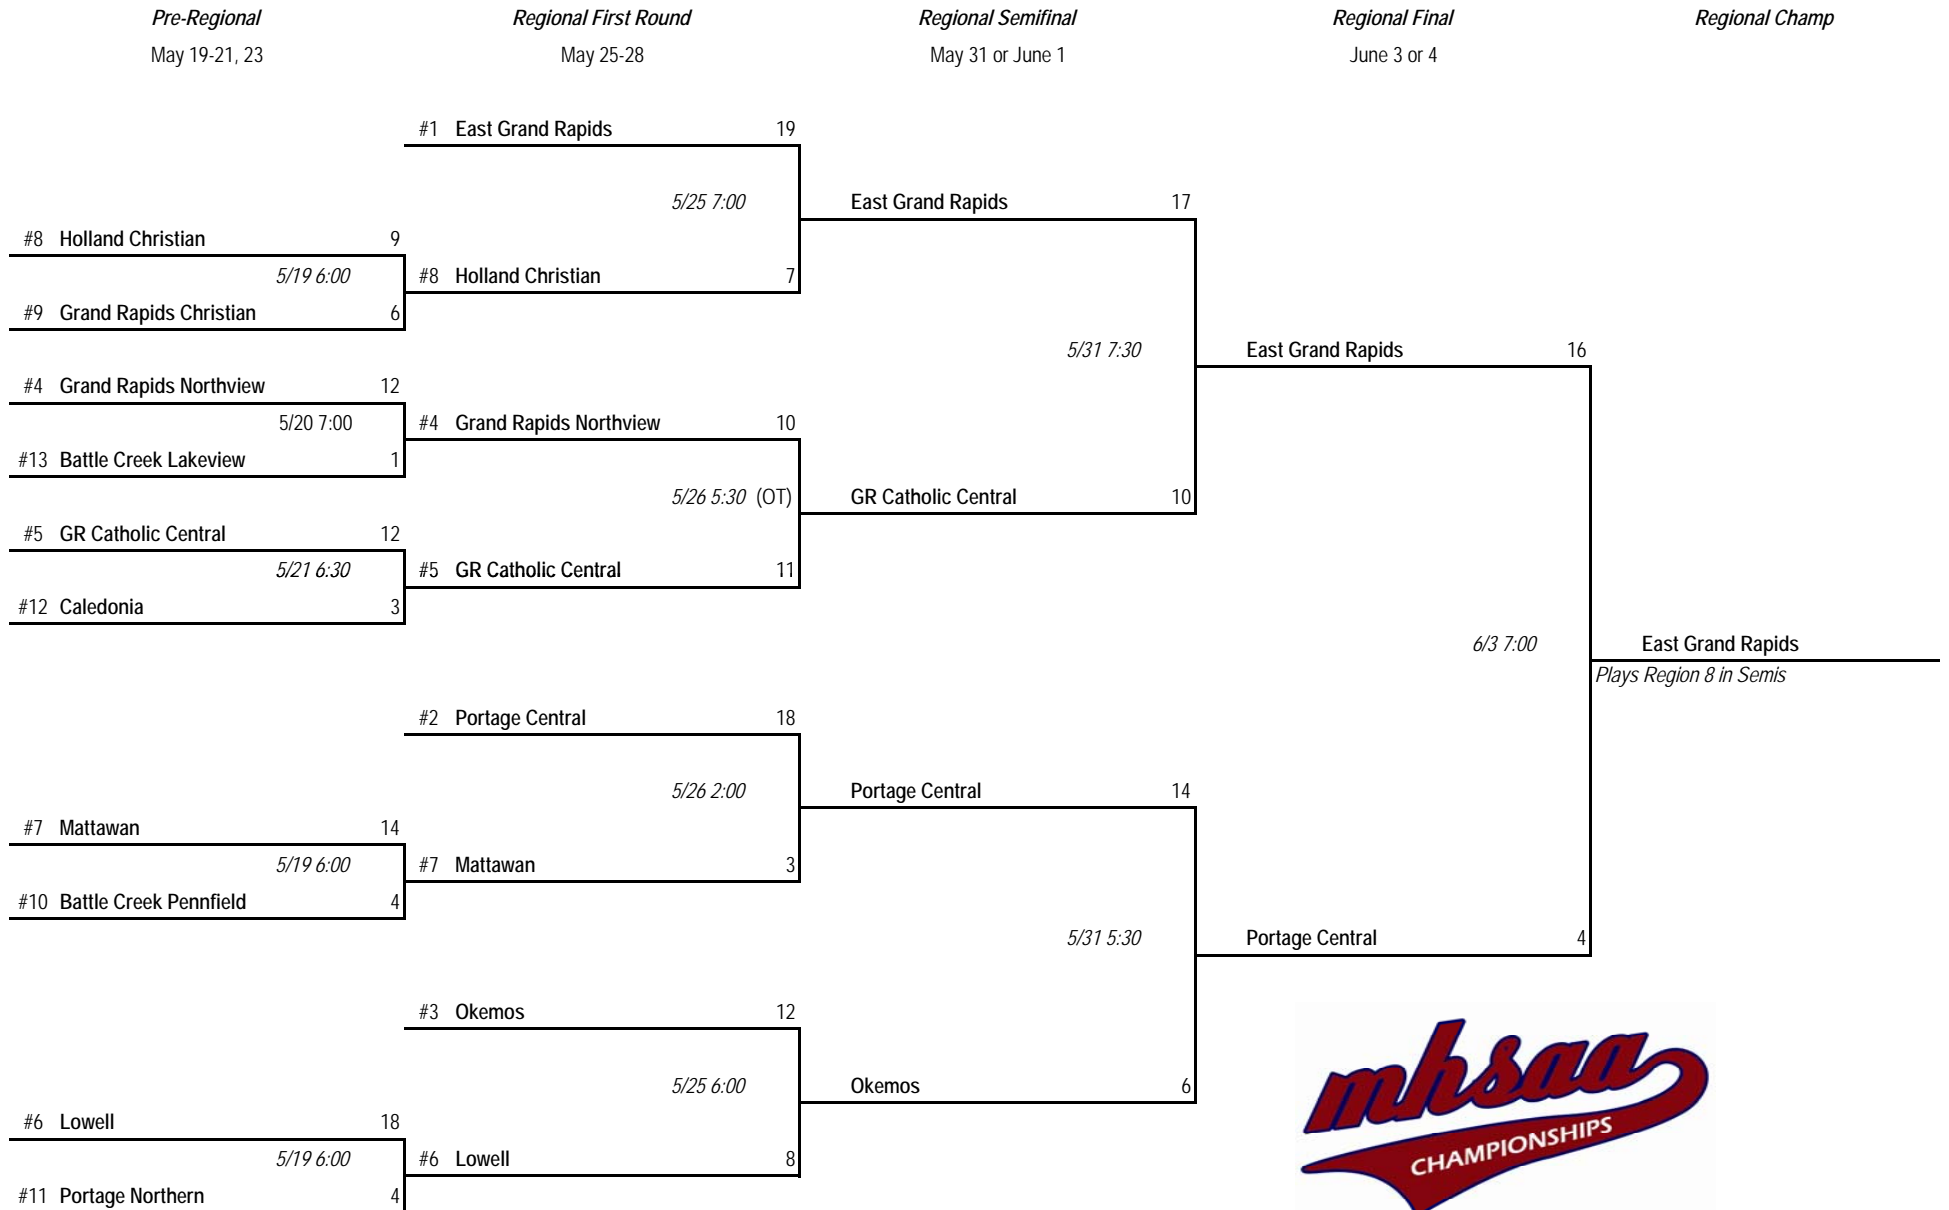 Pre-Regional Regional First Round Regional Semifinal Regional Final Regional Champ
May 19-21, 23 May 25-28 May 31 or June 1 June 3 or 4
#1 East Grand Rapids 19
5/25 7:00 East Grand Rapids 17
#8 Holland Christian 9
5/19 6:00 #8 Holland Christian 7
#9 Grand Rapids Christian 6
5/31 7:30 East Grand Rapids 16
#4 Grand Rapids Northview 12
5/20 7:00 #4 Grand Rapids Northview 10
#13 Battle Creek Lakeview 1
5/26 5:30 (OT) GR Catholic Central 10
#5 GR Catholic Central 12
5/21 6:30 #5 GR Catholic Central 11
#12 Caledonia 3
6/3 7:00 East Grand Rapids
Plays Region 8 in Semis
#2 Portage Central 18
5/26 2:00 Portage Central 14
#7 Mattawan 14
5/19 6:00 #7 Mattawan 3
#10 Battle Creek Pennfield 4
5/31 5:30 Portage Central 4
#3 Okemos 12
5/25 6:00 Okemos 6
mhsaa
CHAMPIONSHIPS
#6 Lowell 18
5/19 6:00 #6 Lowell 8
#11 Portage Northern 4